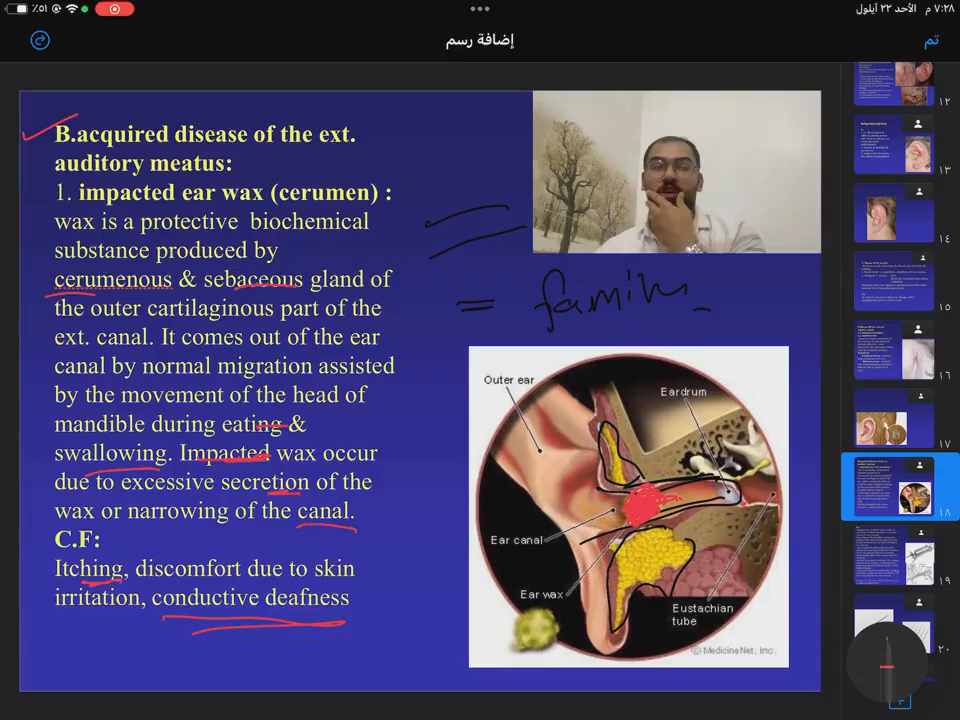 ٧:٢٨ م الأحد ٢٢ أيلول
٥١٪
إضافة رسم
تم
B.acquired disease of the ext.
auditory meatus:
1. impacted ear wax (cerumen) :
wax is a protective biochemical
substance produced by
cerumenous & sebaceous gland of
the outer cartilaginous part of the
ext. canal. It comes out of the ear
canal by normal migration assisted
by the movement of the head of
mandible during eating &
swallowing. Impacted wax occur
due to excessive secretion of the
wax or narrowing of the canal.
C.F:
Itching, discomfort due to skin
irritation, conductive deafness
=
Outer ear
Eardrum
Ear canal
Ear wax
Eustachian
tube
© MedicineNet, Inc.
١٢
١٣
١٤
١٥
١٦
١٧
١٨
١٩
٢٠